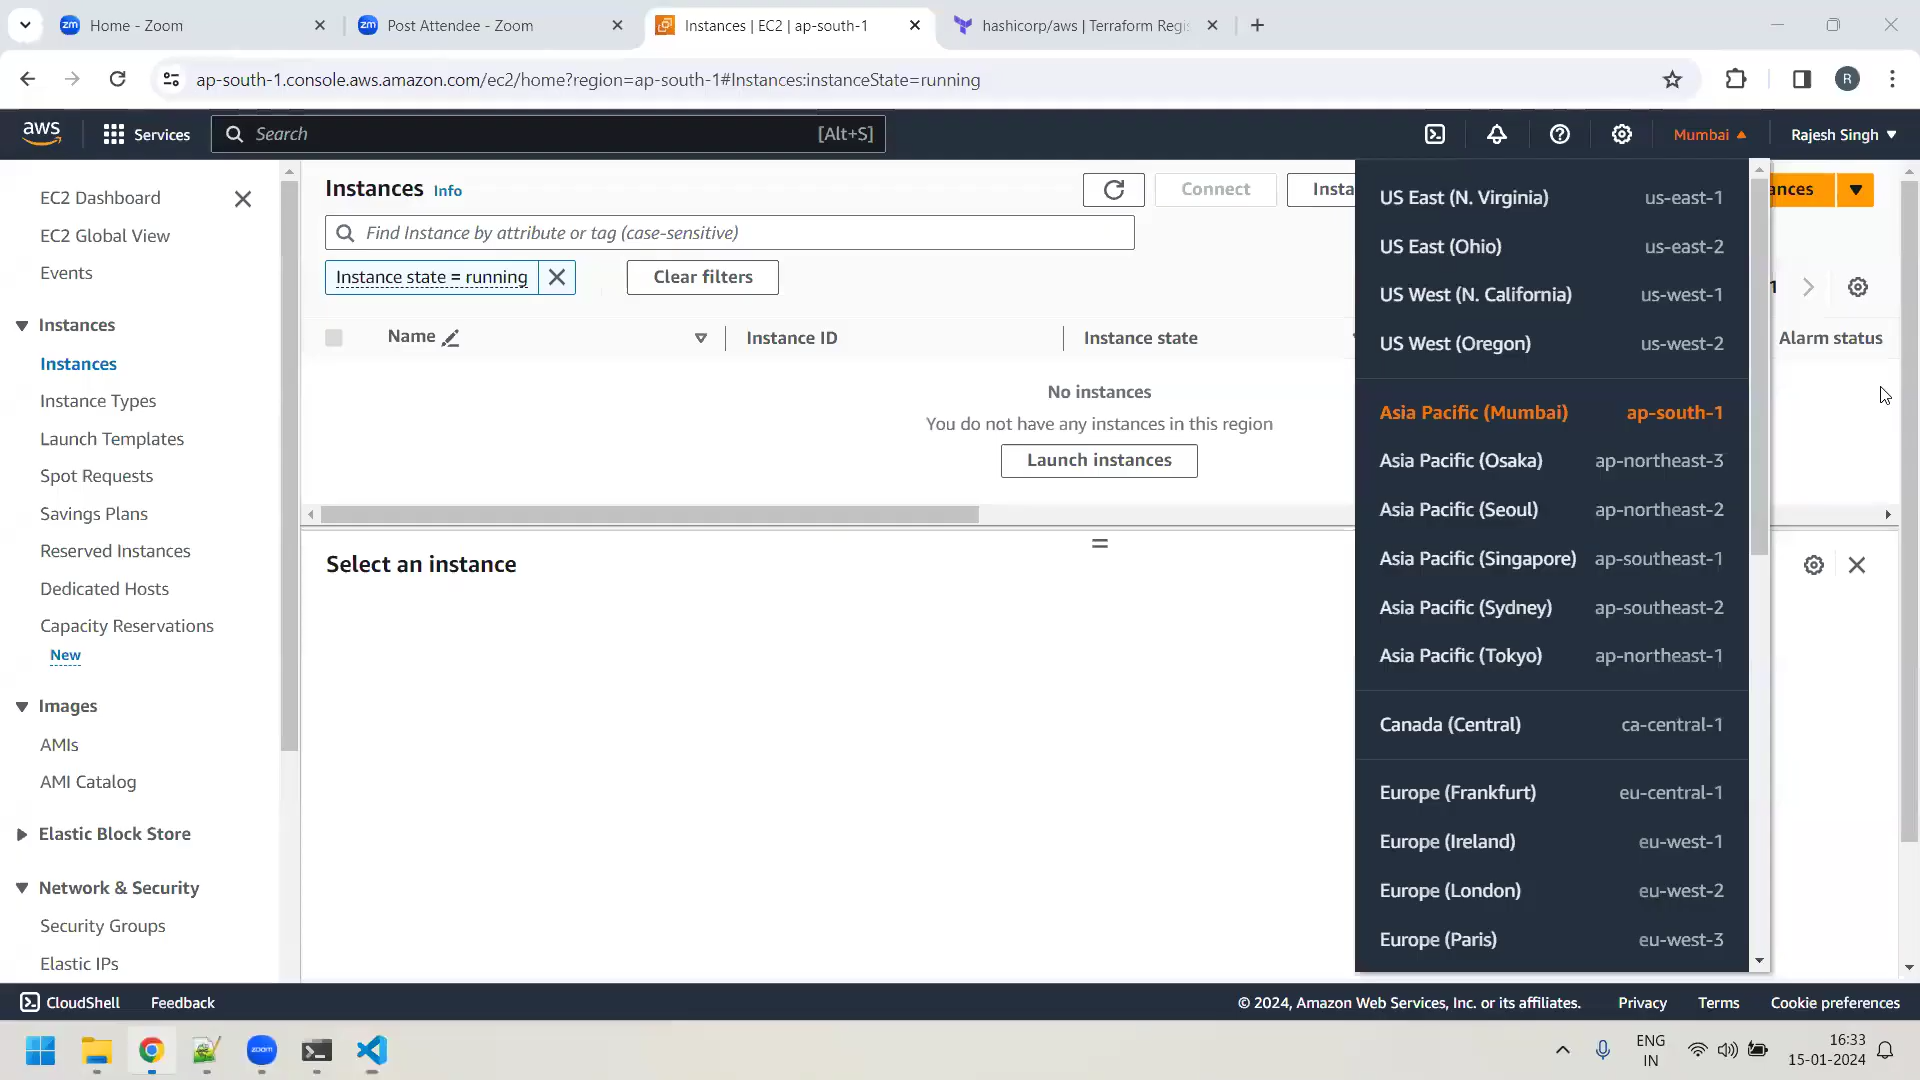 Home - Zoom
Post Attendee - Zoom
Instances | EC2 | ap-south-1
hashicorp/aws | Terraform Regis
ap-south-1.console.aws.amazon.com/ec2/home?region=ap-south-1#Instances:instanceState=running
R
aws
Services
Search
[Alt+S]
Mumbai
Rajesh Singh
EC2 Dashboard
EC2 Global View
Events
Instances
Instances
Instance Types
Launch Templates
Spot Requests
Savings Plans
Reserved Instances
Dedicated Hosts
Capacity Reservations
New
Images
AMIs
AMI Catalog
Elastic Block Store
Network & Security
Security Groups
Elastic IPs
Instances Info
Connect
Insta
ances
Find Instance by attribute or tag (case-sensitive)
Instance state = running
Clear filters
1
Name
Instance ID
Instance state
Alarm status
No instances
You do not have any instances in this region
Launch instances
Select an instance
US East (N. Virginia) us-east-1
US East (Ohio) us-east-2
US West (N. California) us-west-1
US West (Oregon) us-west-2
Asia Pacific (Mumbai) ap-south-1
Asia Pacific (Osaka) ap-northeast-3
Asia Pacific (Seoul) ap-northeast-2
Asia Pacific (Singapore) ap-southeast-1
Asia Pacific (Sydney) ap-southeast-2
Asia Pacific (Tokyo) ap-northeast-1
Canada (Central) ca-central-1
Europe (Frankfurt) eu-central-1
Europe (Ireland) eu-west-1
Europe (London) eu-west-2
Europe (Paris) eu-west-3
CloudShell
Feedback
© 2024, Amazon Web Services, Inc. or its affiliates.
Privacy
Terms
Cookie preferences
zoom
ENG
IN
16:33
15-01-2024